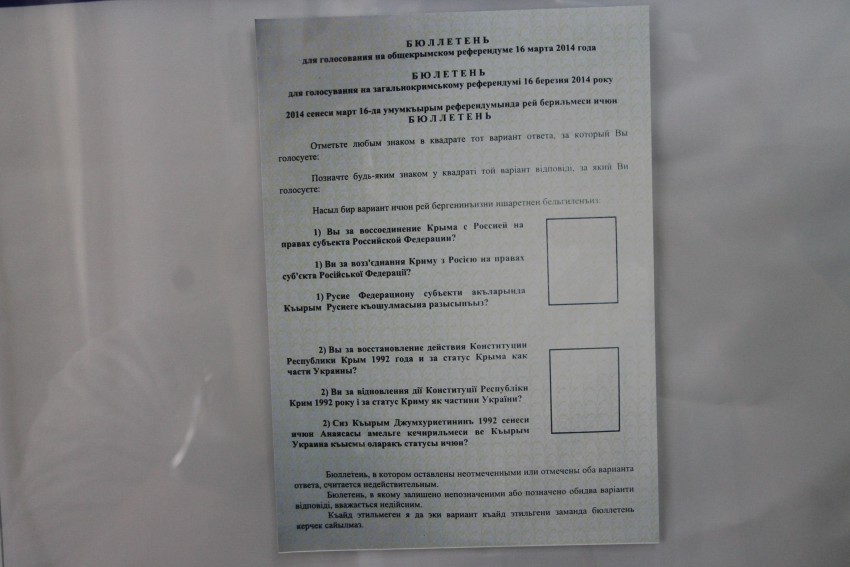 БЮЛЛЕТЕНЬ
для голосования на общекрымском референдуме 16 марта 2014 года
БЮЛЕТЕНЬ
для голосування на загальнокримському референдумі 16 березня 2014 року
2014 сенеси март 16-да умумкъырым референдумында рей берильмеси ичюн
БЮЛЛЕТЕНЬ
Отметьте любым знаком в квадрате тот вариант ответа, за который Вы
голосуете:
Позначте будь-яким знаком у квадраті той варіант відповіді, за який Ви
голосуєте:
Насыл бир вариант ичюн рей бергенинъизни ишаретнен бельгиленъиз:
1) Вы за воссоединение Крыма с Россией на
правах субъекта Российской Федерации?
1) Ви за возз'єднання Криму з Росією на правах
суб'єкта Російської Федерації?
1) Русие Федерациону субъекти акъларында
Къырым Русиеге къошулмасына разысынъыз?
2) Вы за восстановление действия Конституции
Республики Крым 1992 года и за статус Крыма как
части Украины?
2) Ви за відновлення дії Конституції Республіки
Крим 1992 року і за статус Криму як частини України?
2) Сиз Къырым Джумхуриетининъ 1992 сенеси
ичюн Анаясасы амельге кечирильмеси ве Къырым
Украина къысмы оларакъ статусы ичюн?
Бюллетень, в котором оставлены неотмеченными или отмечены оба варианта
ответа, считается недействительным.
Бюлетень, в якому залишено непозначеними або позначено обидва варіанти
відповіді, вважається недійсним.
Къайд этильмеген я да эки вариант къайд этильгени заманда бюллетень
керчек сайылмаз.